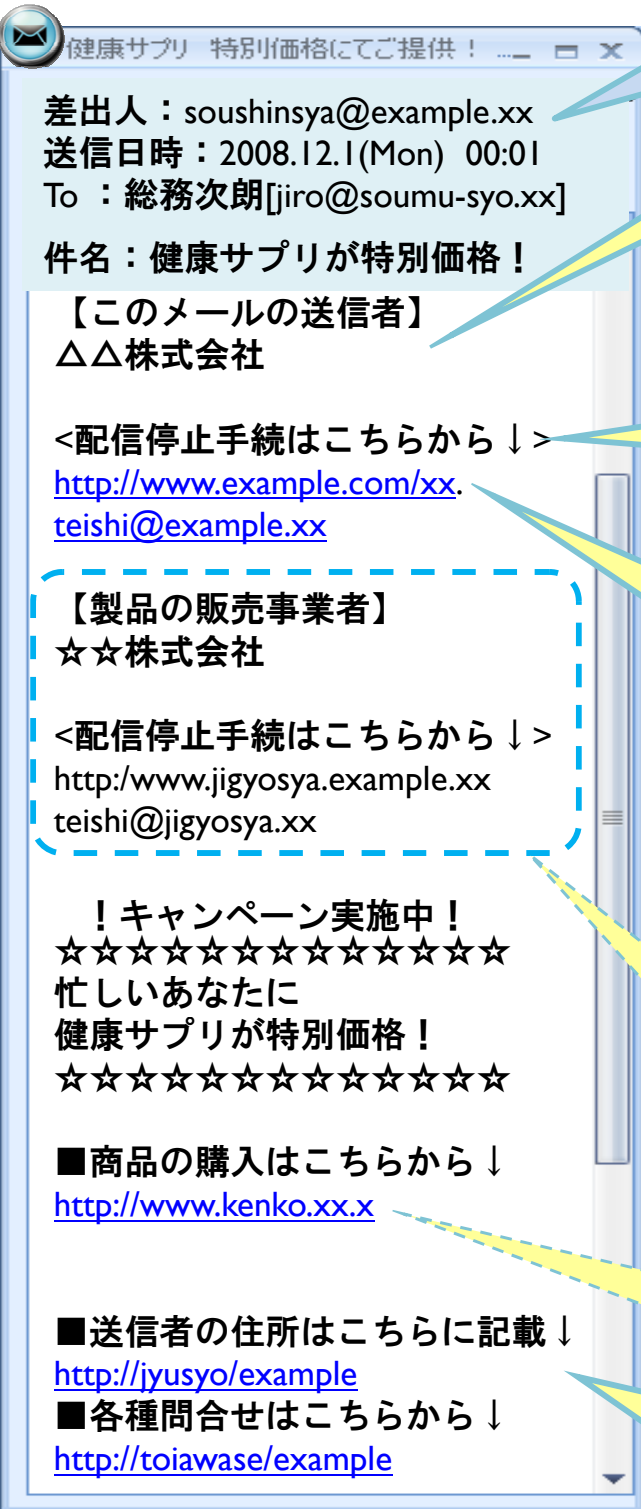 健康サプリ 特別価格にてご提供！ ...
差出人：soushinsya@example.xx
送信日時：2008.12.1(Mon) 00:01
To ：総務次朗[jiro@soumu-syo.xx]
件名：健康サプリが特別価格！
【このメールの送信者】
△△株式会社
<配信停止手続はこちらから↓>
http://www.example.com/xx.
teishi@example.xx
【製品の販売事業者】
☆☆株式会社
<配信停止手続はこちらから↓>
http:/www.jigyosya.example.xx
teishi@jigyosya.xx
！キャンペーン実施中！
☆☆☆☆☆☆☆☆☆☆☆☆☆
忙しいあなたに
健康サプリが特別価格！
☆☆☆☆☆☆☆☆☆☆☆☆☆
■商品の購入はこちらから↓
http://www.kenko.xx.x
■送信者の住所はこちらに記載↓
http://jyusyo/example
■各種問合せはこちらから↓
http://toiawase/example